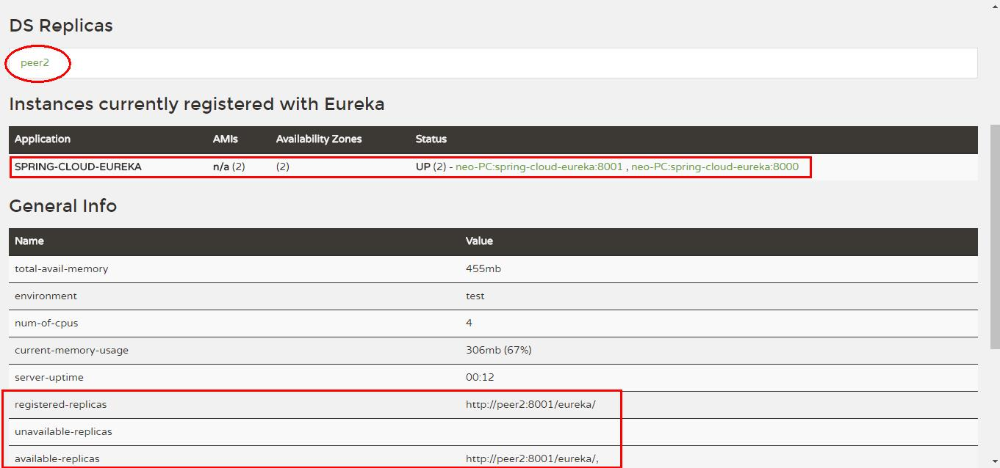 DS Replicas
peer2
Instances currently registered with Eureka
Application AMIs Availability Zones Status
SPRING-CLOUD-EUREKA n/a (2) (2) UP (2) - neo-PC:spring-cloud-eureka:8001 , neo-PC:spring-cloud-eureka:8000
General Info
Name Value
total-avail-memory 455mb
environment test
num-of-cpus 4
current-memory-usage 306mb (67%)
server-uptime 00:12
registered-replicas http://peer2:8001/eureka/
unavailable-replicas
available-replicas http://peer2:8001/eureka/,